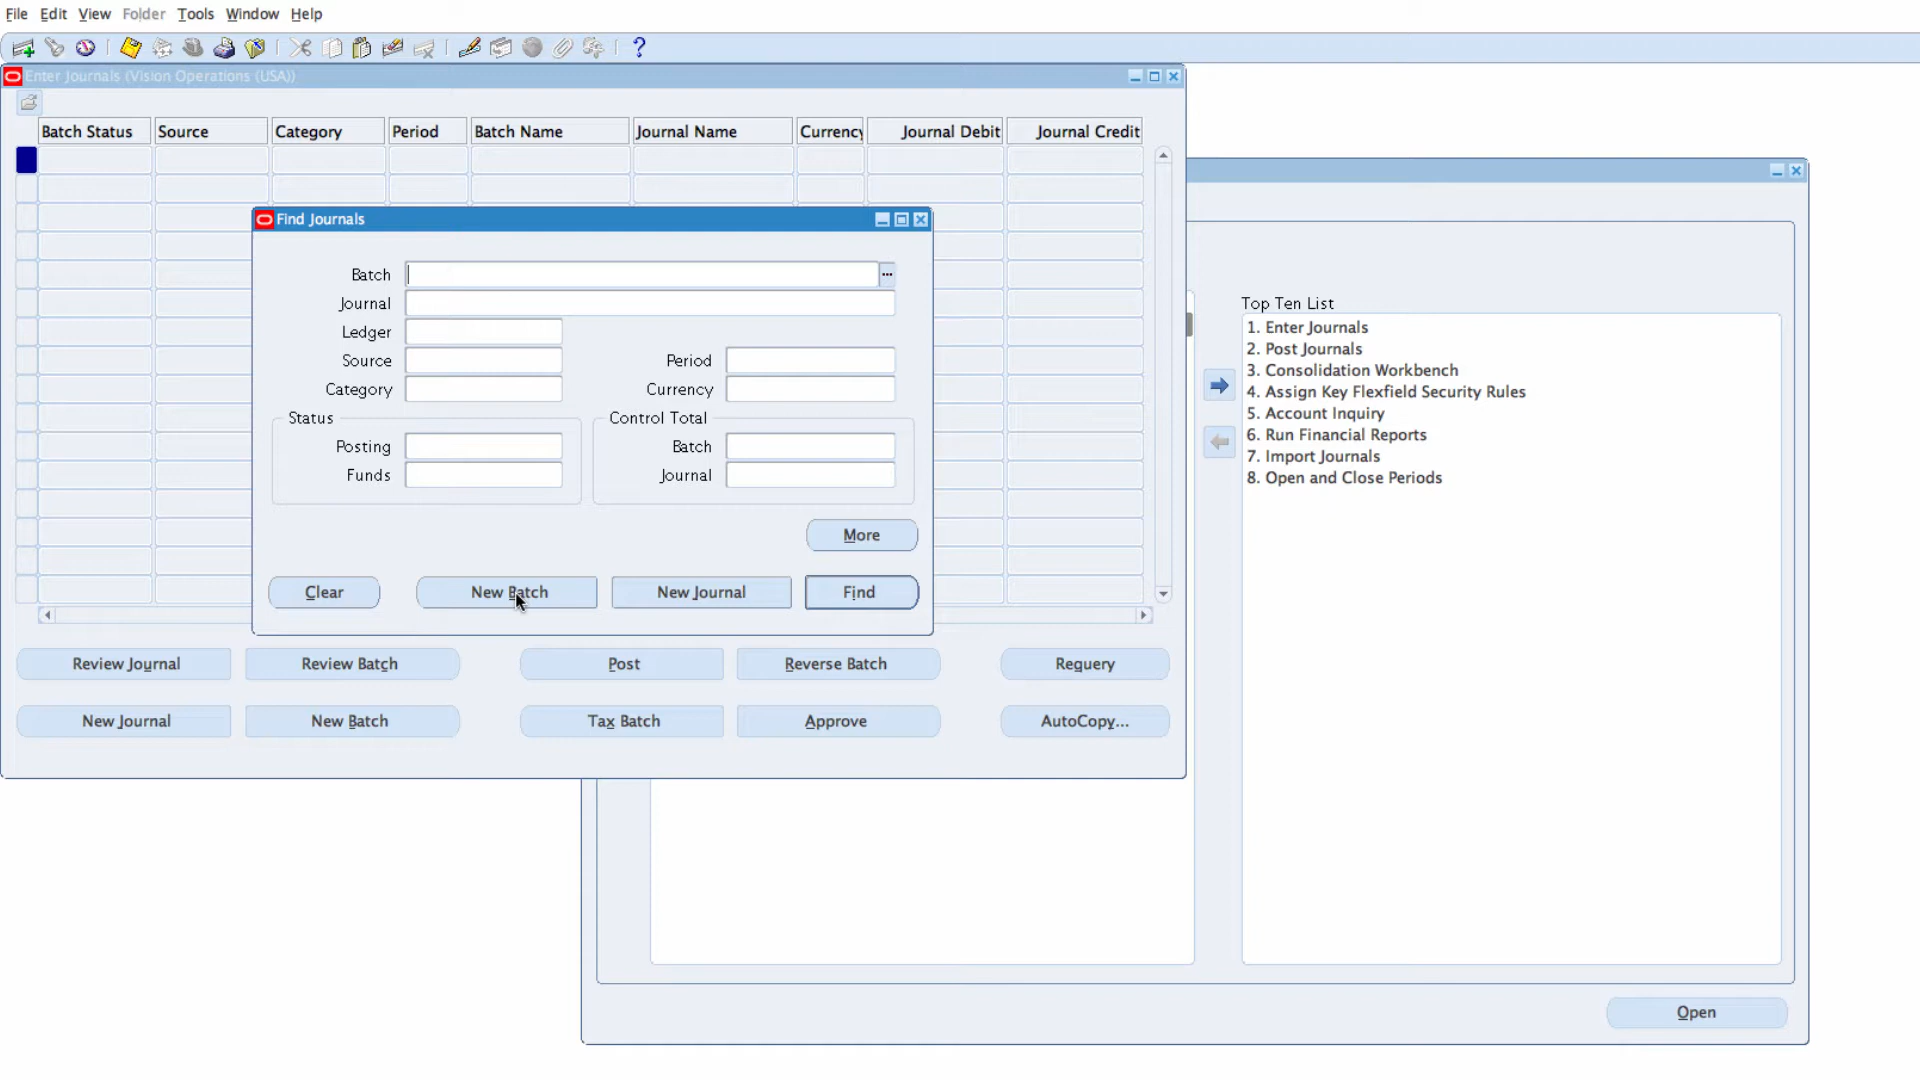 File Edit View Folder Tools Window Help
?
Enter Journals (Vision Operations (USA))
Batch Status Source Category Period Batch Name Journal Name Currency Journal Debit Journal Credit
Find Journals
Batch ...
Journal
Ledger
Source Period
Category Currency
Status Control Total
Posting Batch
Funds Journal
More
Clear New Batch New Journal Find
Review Journal Review Batch Post Reverse Batch Requery
New Journal New Batch Tax Batch Approve AutoCopy...
Top Ten List
1. Enter Journals
2. Post Journals
3. Consolidation Workbench
4. Assign Key Flexfield Security Rules
5. Account Inquiry
6. Run Financial Reports
7. Import Journals
8. Open and Close Periods
Open